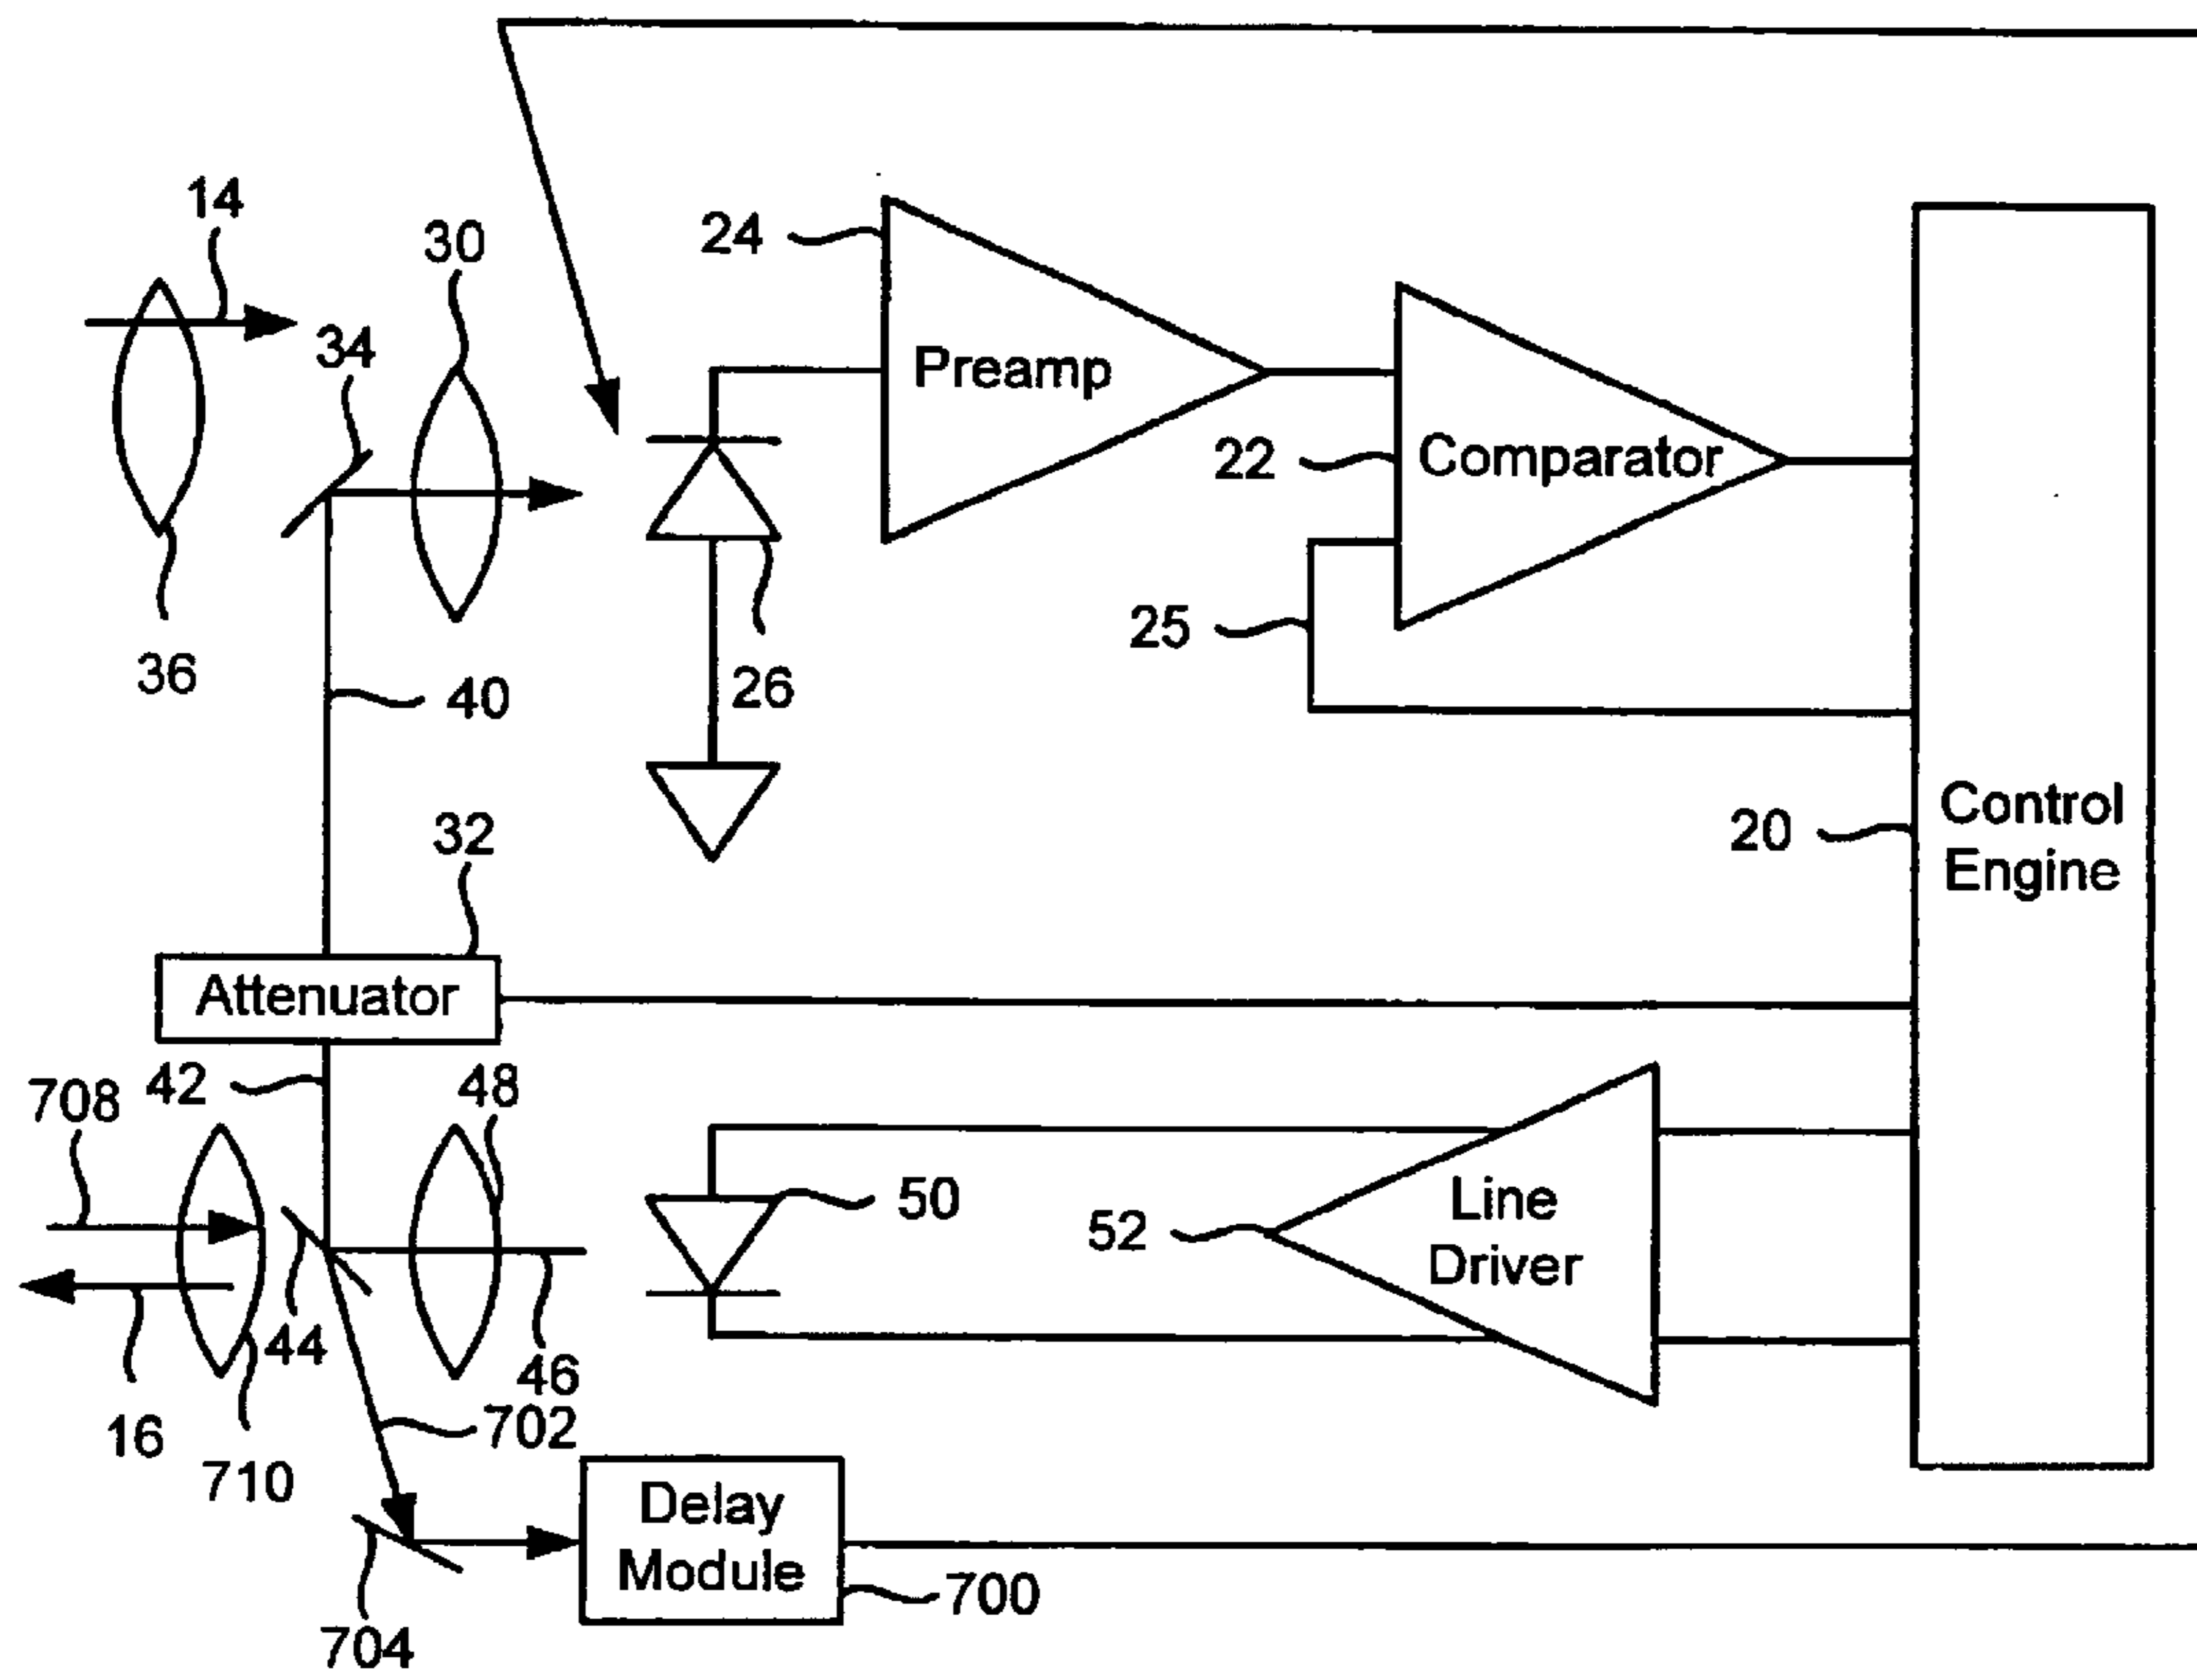 14
30
24
34
Preamp
22
Comparator
36
40
26
25
32
20
Control
Engine
Attenuator
708
42
48
50
52
Line
Driver
44
46
16
710
702
Delay
Module
700
704